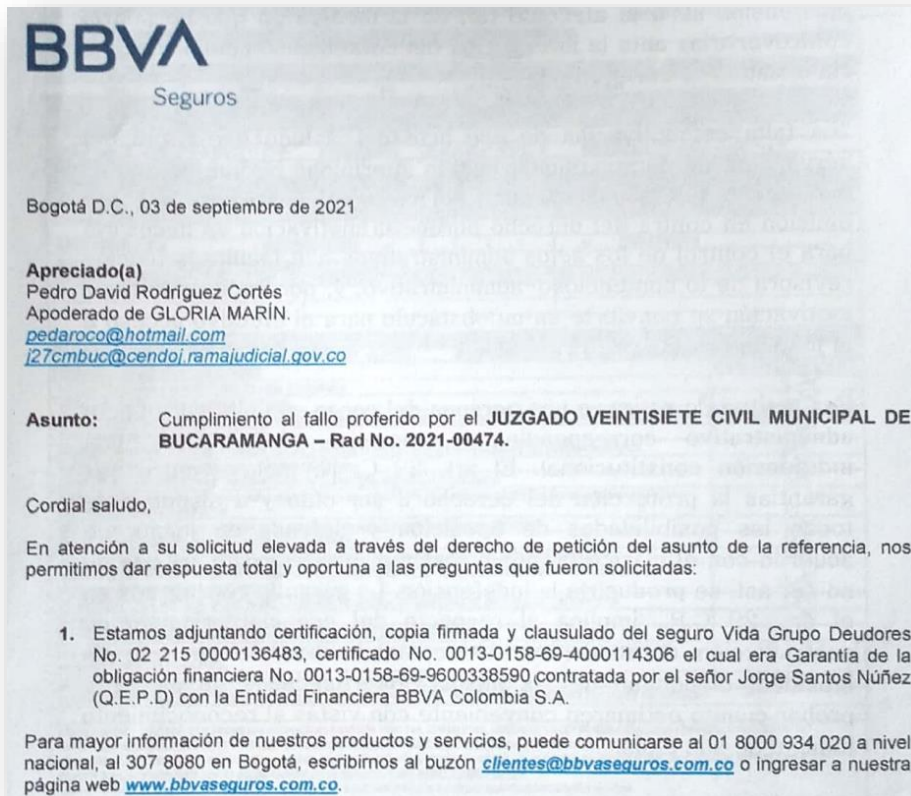 BBVA
Seguros
Bogotá D.C., 03 de septiembre de 2021
Apreciado(a)
Pedro David Rodríguez Cortés
Apoderado de GLORIA MARÍN.
pedaroco@hotmail.com
j27cmbuc@cendoj.ramajudicial.gov.co
Asunto: Cumplimiento al fallo proferido por el JUZGADO VEINTISIETE CIVIL MUNICIPAL DE
BUCARAMANGA – Rad No. 2021-00474.
Cordial saludo,
En atención a su solicitud elevada a través del derecho de petición del asunto de la referencia, nos
permitimos dar respuesta total y oportuna a las preguntas que fueron solicitadas:
1. Estamos adjuntando certificación, copia firmada y clausulado del seguro Vida Grupo Deudores
No. 02 215 0000136483, certificado No. 0013-0158-69-4000114306 el cual era Garantía de la
obligación financiera No. 0013-0158-69-9600338590 contratada por el señor Jorge Santos Núñez
(Q.E.P.D) con la Entidad Financiera BBVA Colombia S.A.
Para mayor información de nuestros productos y servicios, puede comunicarse al 01 8000 934 020 a nivel
nacional, al 307 8080 en Bogotá, escribirnos al buzón clientes@bbvaseguros.com.co o ingresar a nuestra
página web www.bbvaseguros.com.co.